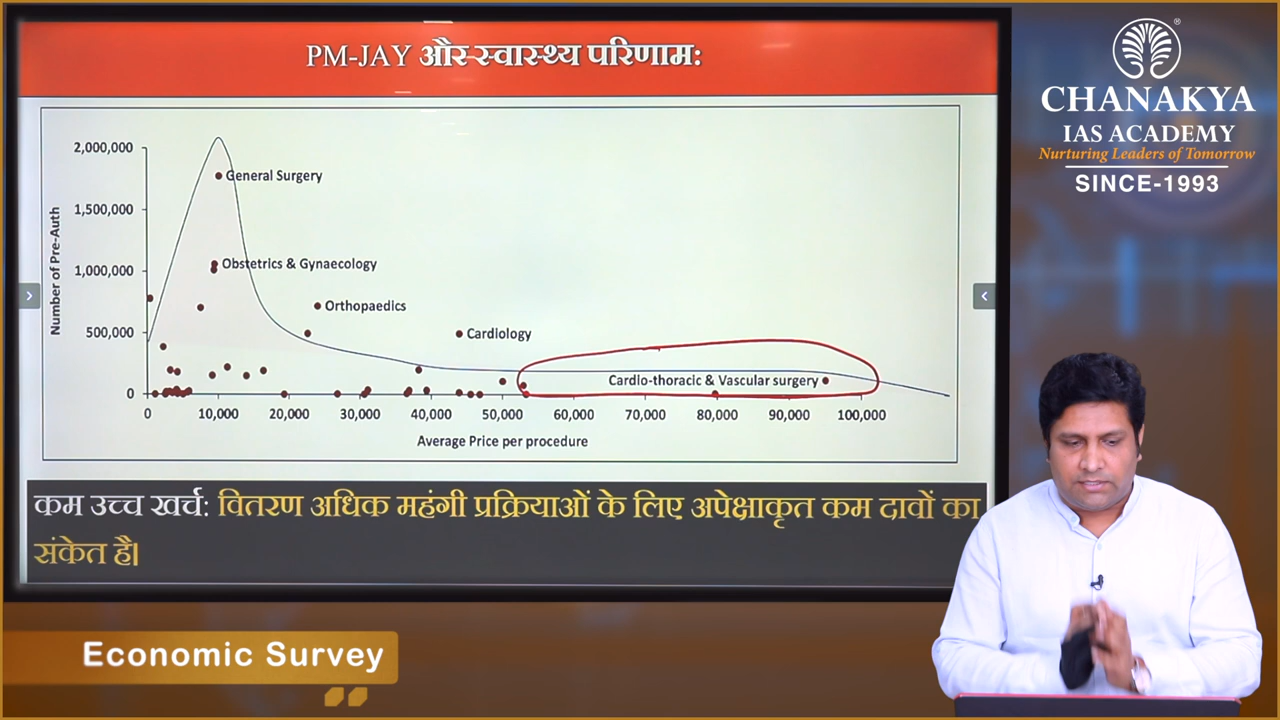 PM-JAY और स्वास्थ्य परिणाम:
2,000,000
1,500,000
1,000,000
500,000
0
Number of Pre-Auth
General Surgery
Obstetrics & Gynaecology
Orthopaedics
Cardiology
Cardio-thoracic & Vascular surgery
0 10,000 20,000 30,000 40,000 50,000 60,000 70,000 80,000 90,000 100,000
Average Price per procedure
कम उच्च खर्च: वितरण अधिक महंगी प्रक्रियाओं के लिए अपेक्षाकृत कम दावों का
संकेत है।
Economic Survey
®
CHANAKYA
IAS ACADEMY
Nurturing Leaders of Tomorrow
SINCE-1993